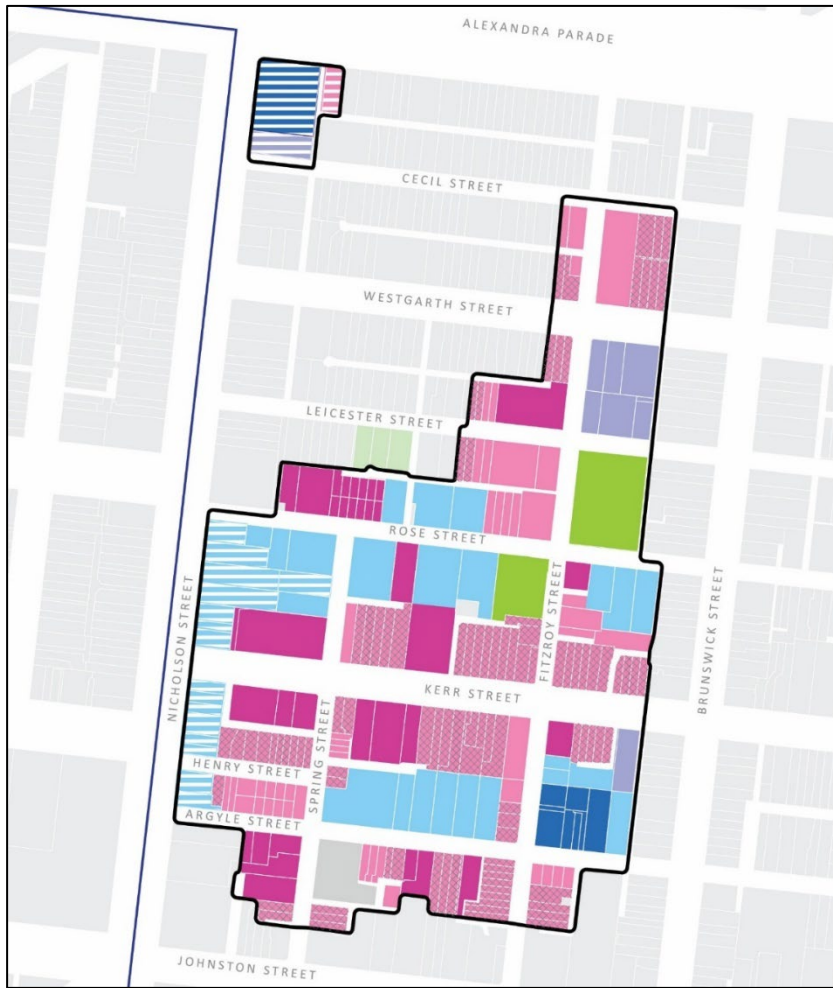 ALEXANDRA PARADE
CECIL STREET
WESTGARTH STREET
LEICESTER STREET
ROSE STREET
NICHOLSON STREET
FITZROY STREET
BRUNSWICK STREET
KERR STREET
SPRING STREET
HENRY STREET
ARGYLE STREET
JOHNSTON STREET